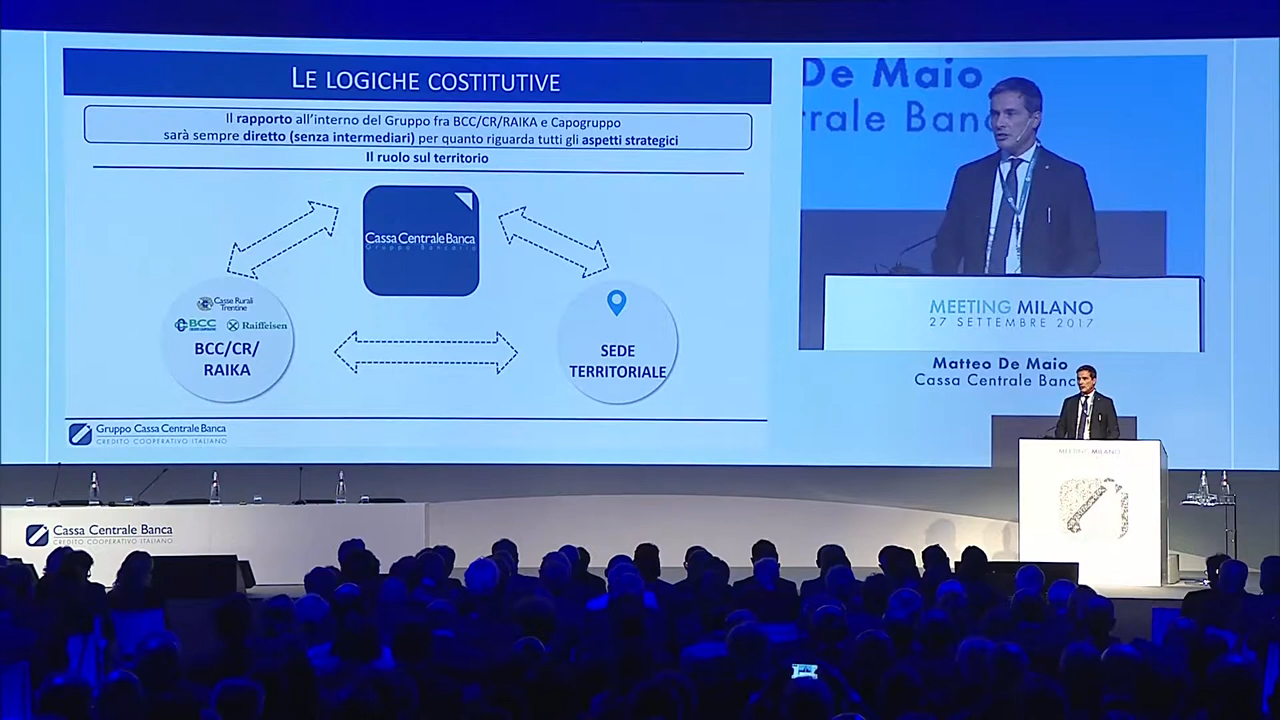 LE LOGICHE COSTITUTIVE
Il rapporto all'interno del Gruppo fra BCC/CR/RAIKA e Capogruppo
sarà sempre diretto (senza intermediari) per quanto riguarda tutti gli aspetti strategici
Il ruolo sul territorio
Cassa Centrale Banca
Gruppo Bancario
Casse Rurali
Trentine
BCC
Raiffeisen
BCC/CR/
RAIKA
SEDE
TERRITORIALE
Gruppo Cassa Centrale Banca
CREDITO COOPERATIVO ITALIANO
De Maio
rale Banc
MEETING MILANO
27 SETTEMBRE 2017
Matteo De Maio
Cassa Centrale Banc
MEETING MILANO
Cassa Centrale Banca
CREDITO COOPERATIVO ITALIANO